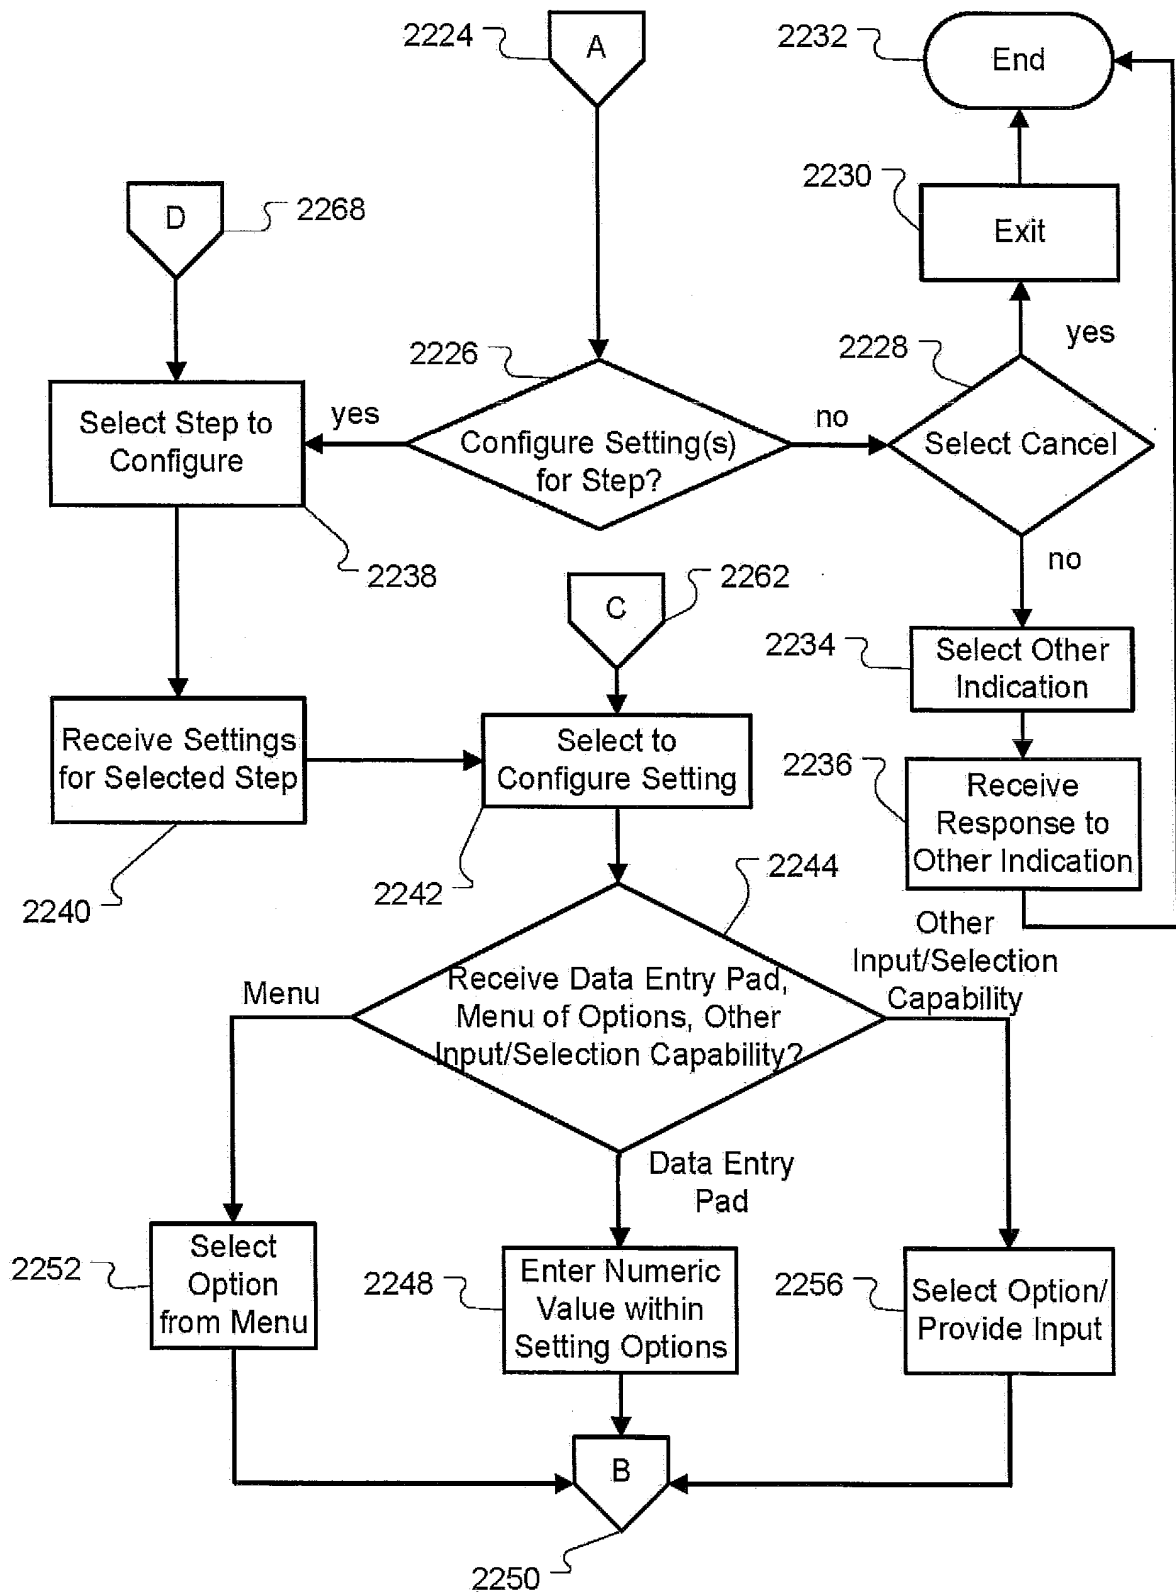 2224
A
2232
End
2230
Exit
D
2268
2226
2228
yes
Select Step to
Configure
yes
Configure Setting(s)
for Step?
no
Select Cancel
2238
no
C
2262
2234
Select Other
Indication
Receive Settings
for Selected Step
Select to
Configure Setting
2236
Receive
Response to
Other Indication
2240
2242
2244
Other
Input/Selection
Capability
Menu
Receive Data Entry Pad,
Menu of Options, Other
Input/Selection Capability?
Data Entry
Pad
2252
Select
Option
from Menu
2248
Enter Numeric
Value within
Setting Options
2256
Select Option/
Provide Input
B
2250